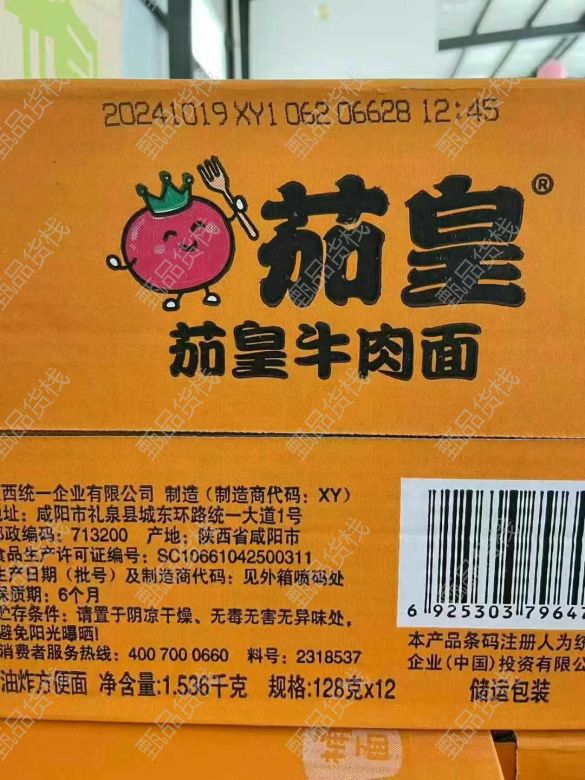 20241019 XY1 062 06628 12:45
茄皇®
茄皇牛肉面
西统一企业有限公司 制造（制造商代码：XY）
址：咸阳市礼泉县城东环路统一大道1号
邮政编码：713200 产地：陕西省咸阳市
食品生产许可证编号：SC10661042500311
生产日期（批号）及制造商代码：见外箱喷码处
保质期：6个月
贮存条件：请置于阴凉干燥、无毒无害无异味处，
避免阳光曝晒！
消费者服务热线：400 700 0660 料号：2318537
油炸方便面 净含量：1.536千克 规格：128克x12
6 925303 79647
本产品条码注册人为统
企业（中国）投资有限公
储运包装
甄品货栈